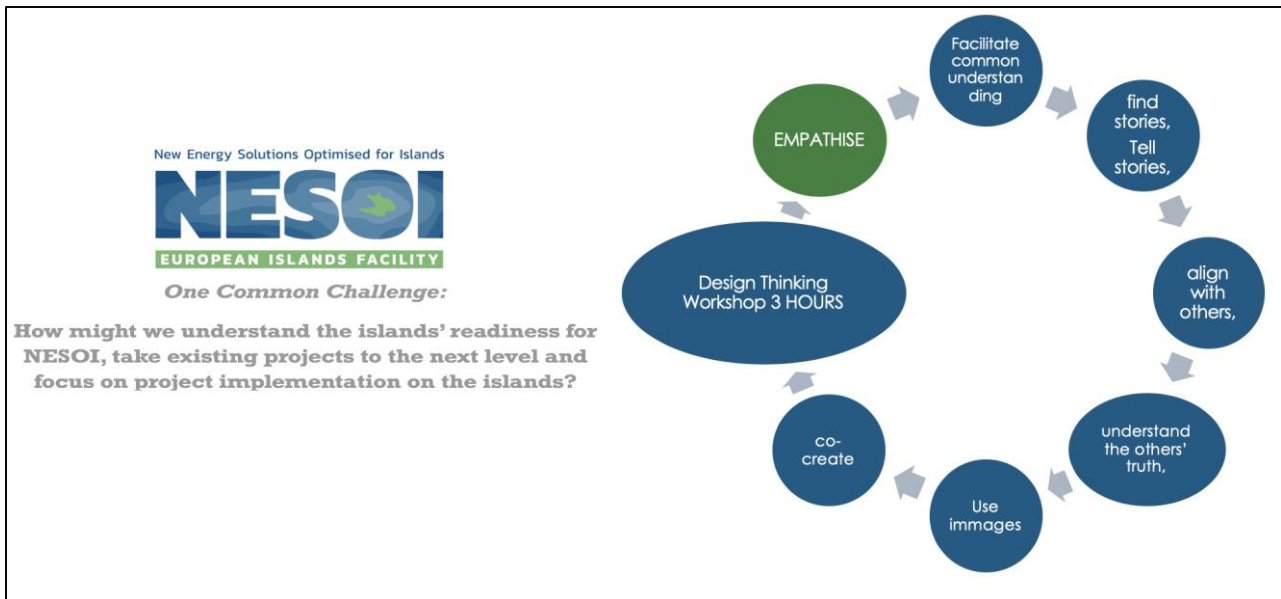 New Energy Solutions Optimised for Islands
NESOI
EUROPEAN ISLANDS FACILITY
One Common Challenge:
How might we understand the islands' readiness for
NESOI, take existing projects to the next level and
focus on project implementation on the islands?
EMPATHISE
Facilitate
common
understan
ding
find
stories,
Tell
stories,
align
with
others,
understand
the others'
truth,
Use
immages
co-
create
Design Thinking
Workshop 3 HOURS